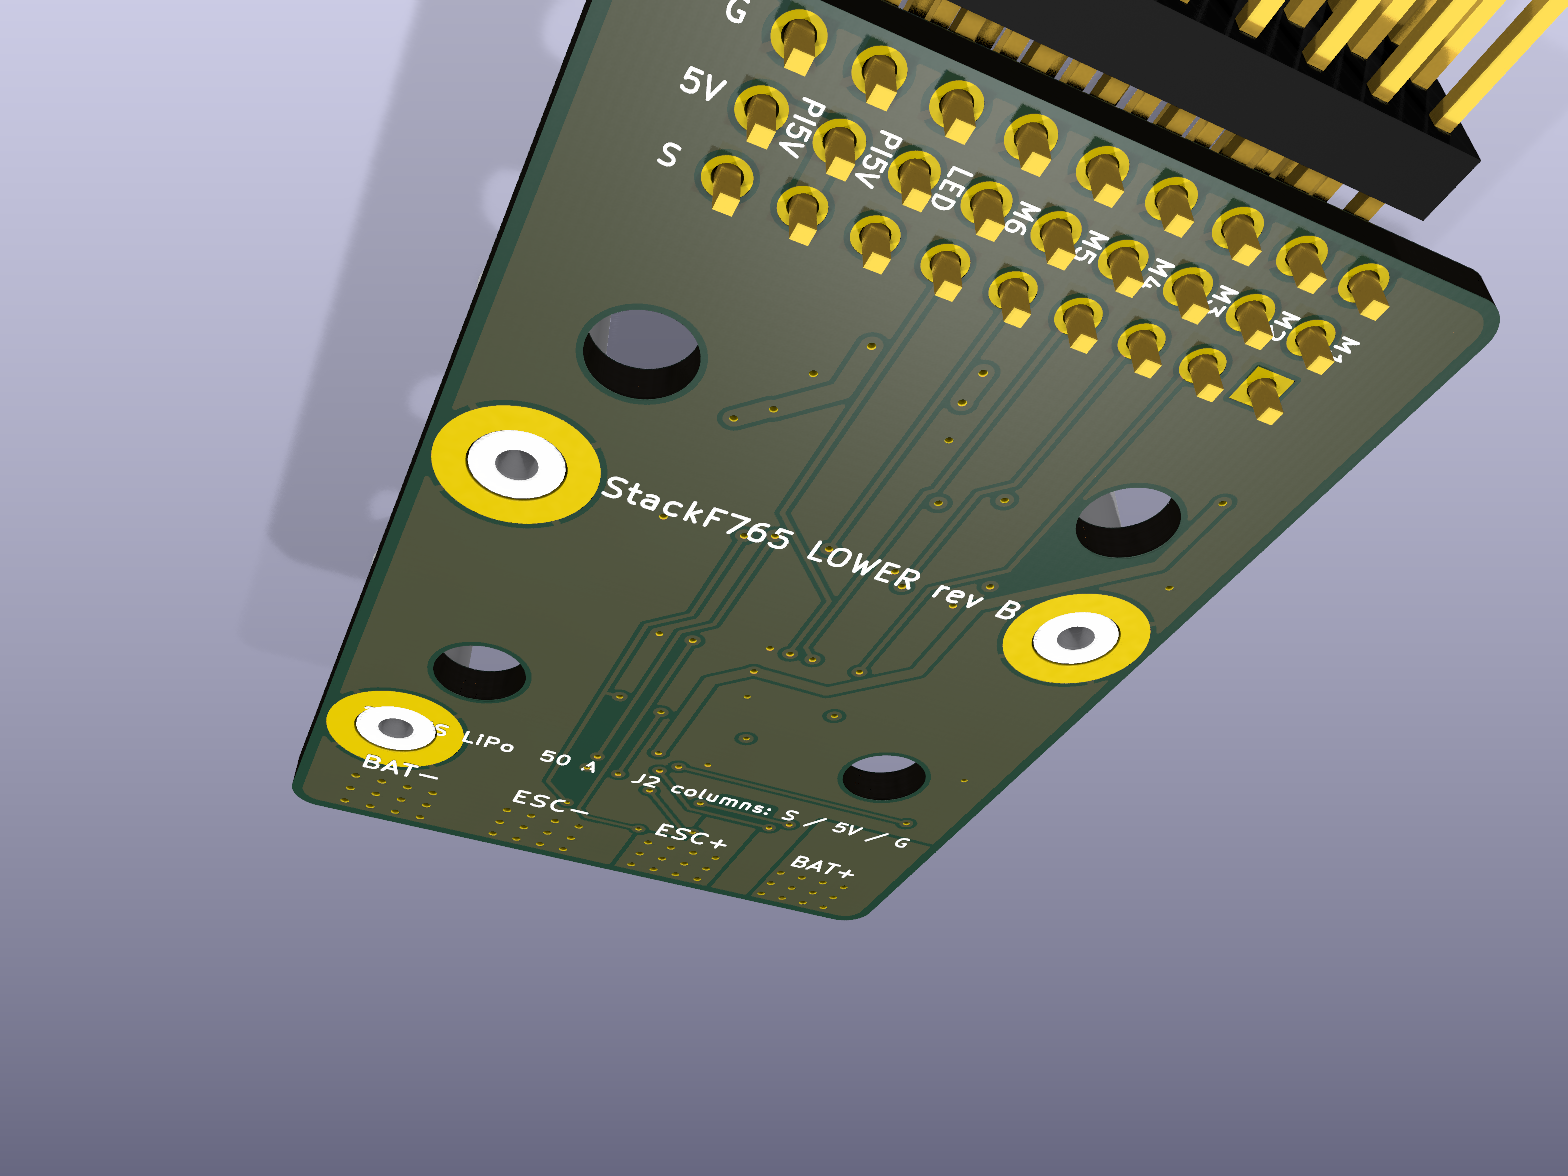 G
5V
S
PI5V
PI5V
LED
M6
M5
M4
M3
M2
M1
StackF765 LOWER rev B
S LiPo 50 A
BAT-
ESC-
J2 columns: S / 5V / G
ESC+
BAT+